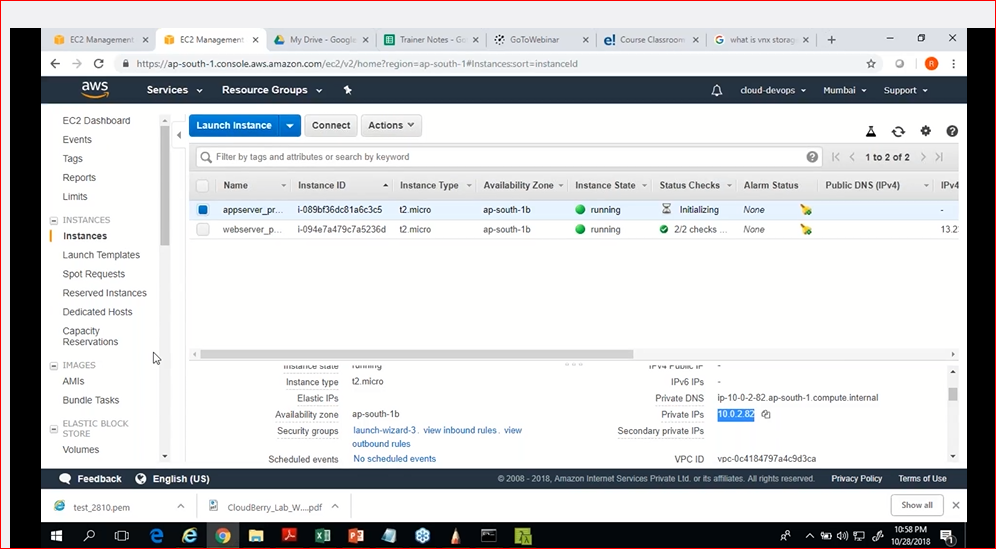 EC2 Management
EC2 Management
My Drive - Google
Trainer Notes - Go
GoToWebinar
Course Classroom
what is vnx storag
https://ap-south-1.console.aws.amazon.com/ec2/v2/home?region=ap-south-1#Instances:sort=instanceId
R
aws
Services
Resource Groups
cloud-devops
Mumbai
Support
EC2 Dashboard
Events
Tags
Reports
Limits
INSTANCES
Instances
Launch Templates
Spot Requests
Reserved Instances
Dedicated Hosts
Capacity
Reservations
IMAGES
AMIs
Bundle Tasks
ELASTIC BLOCK
STORE
Volumes
Launch Instance
Connect
Actions
Filter by tags and attributes or search by keyword
1 to 2 of 2
Name Instance ID Instance Type Availability Zone Instance State Status Checks Alarm Status Public DNS (IPv4) IPv4
appserver_pr... i-089bf36dc81a6c3c5 t2.micro ap-south-1b running Initializing None -
webserver_p... i-094e7a479c7a5236d t2.micro ap-south-1b running 2/2 checks ... None 13.2
Instance state running
Instance type t2.micro
Elastic IPs
Availability zone ap-south-1b
Security groups launch-wizard-3. view inbound rules. view
outbound rules
Scheduled events No scheduled events
IPv4 Public IP -
IPv6 IPs -
Private DNS ip-10-0-2-82.ap-south-1.compute.internal
Private IPs 10.0.2.82
Secondary private IPs
VPC ID vpc-0c4184797a4c9d3ca
Feedback
English (US)
© 2008 - 2018, Amazon Internet Services Private Ltd. or its affiliates. All rights reserved.
Privacy Policy
Terms of Use
test_2810.pem
CloudBerry_Lab_W....pdf
Show all
10:58 PM
10/28/2018